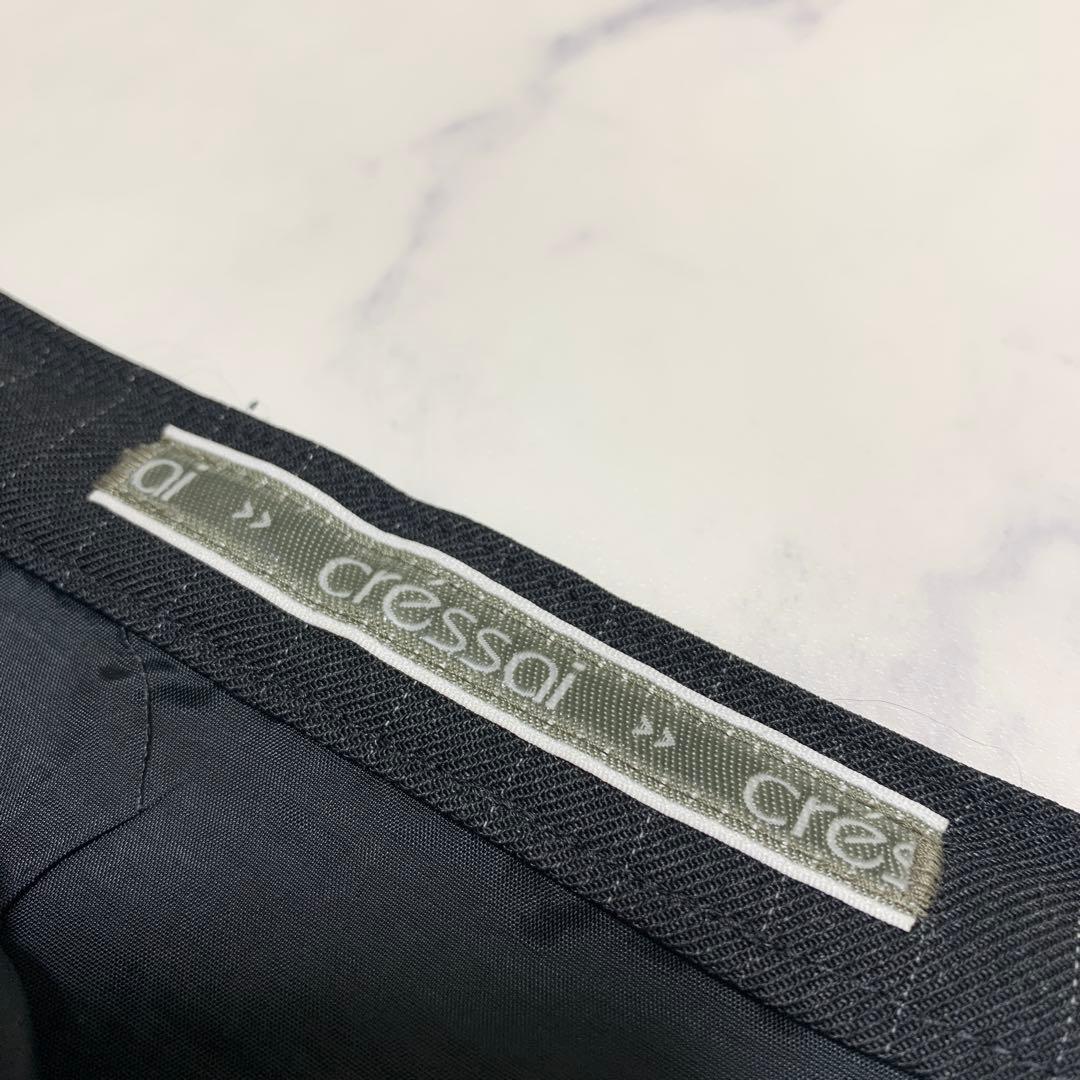 ai » créssai » crés